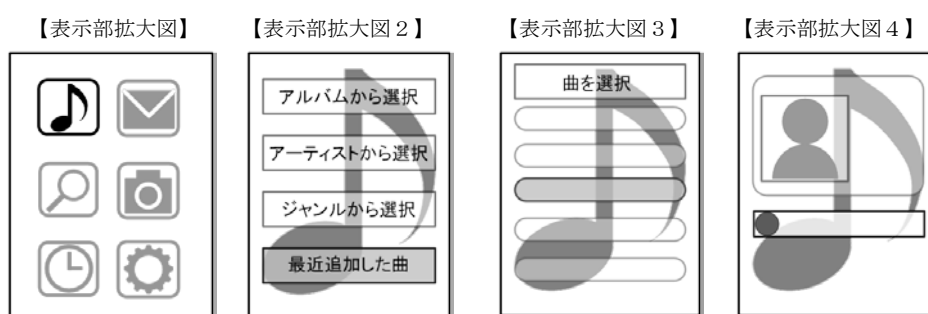 【表示部拡大図】
【表示部拡大図２】
【表示部拡大図３】
【表示部拡大図４】
アルバムから選択
アーティストから選択
ジャンルから選択
最近追加した曲
曲を選択